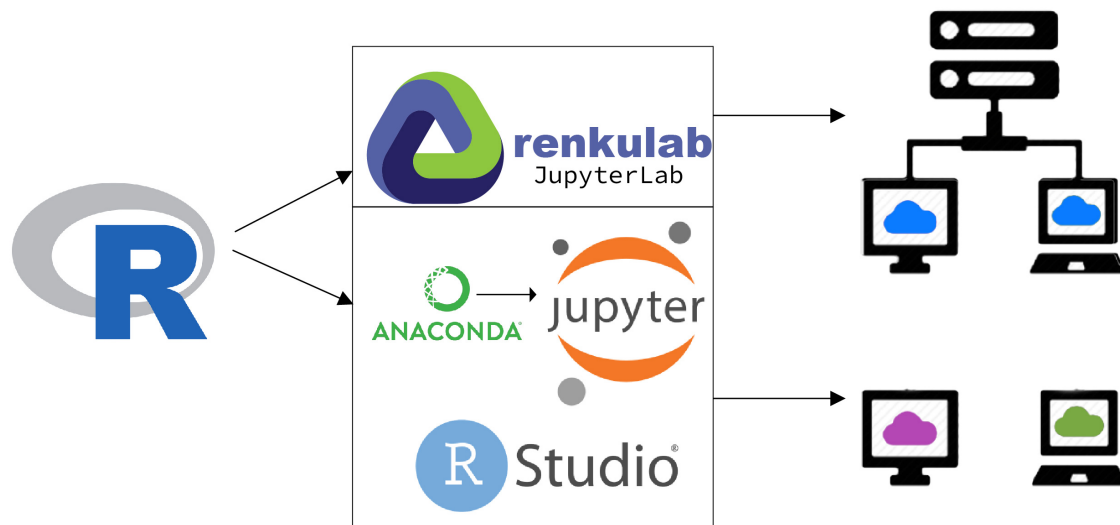 R
renkulab
JupyterLab
ANACONDA®
jupyter
R Studio®